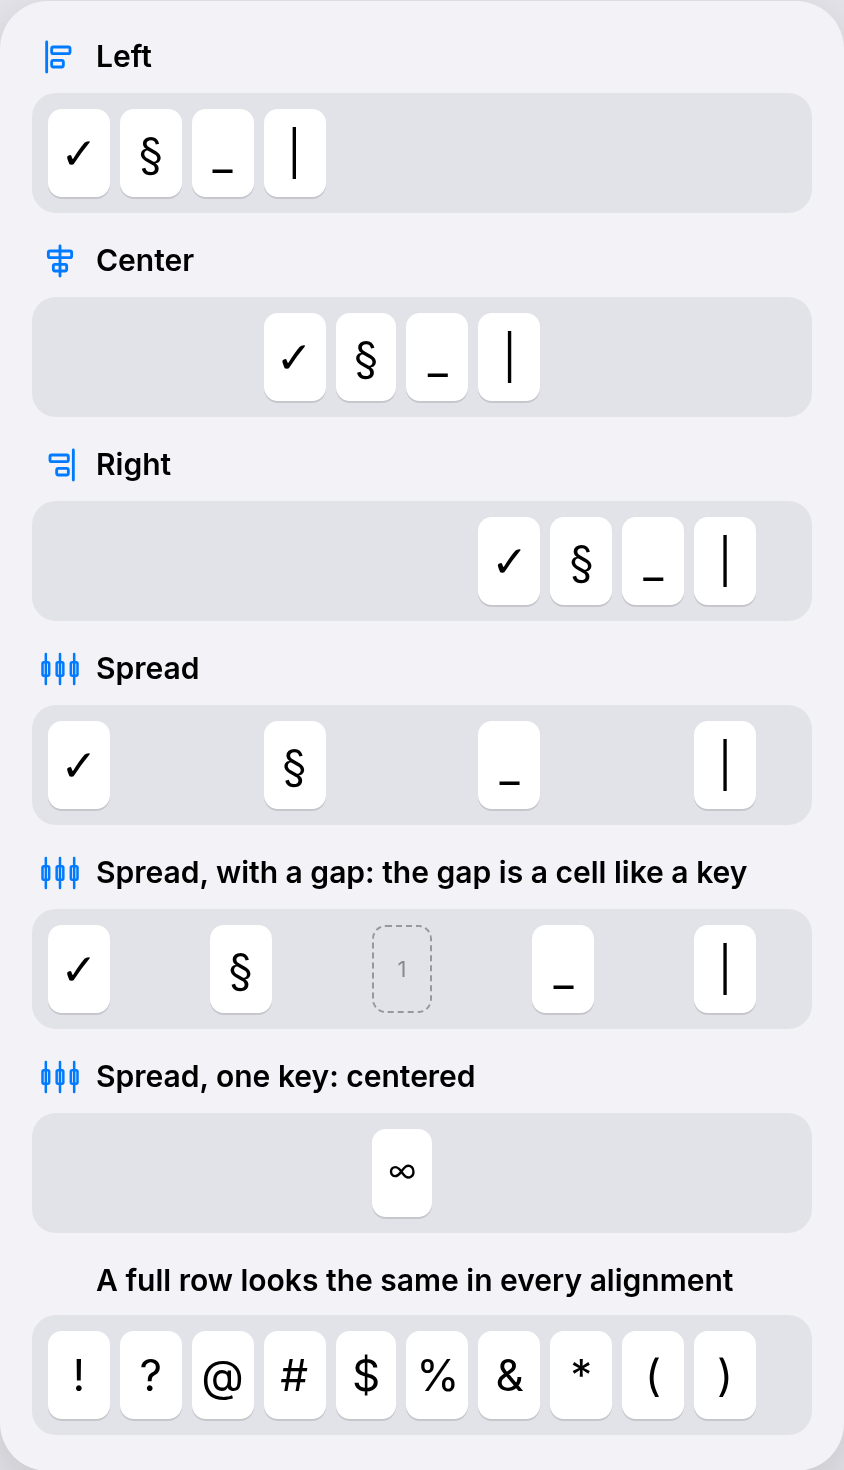 Left
✓ § _ |
Center
✓ § _ |
Right
✓ § _ |
Spread
✓ § _ |
Spread, with a gap: the gap is a cell like a key
✓ § 1 _ |
Spread, one key: centered
∞
A full row looks the same in every alignment
! ? @ # $ % & * ( )